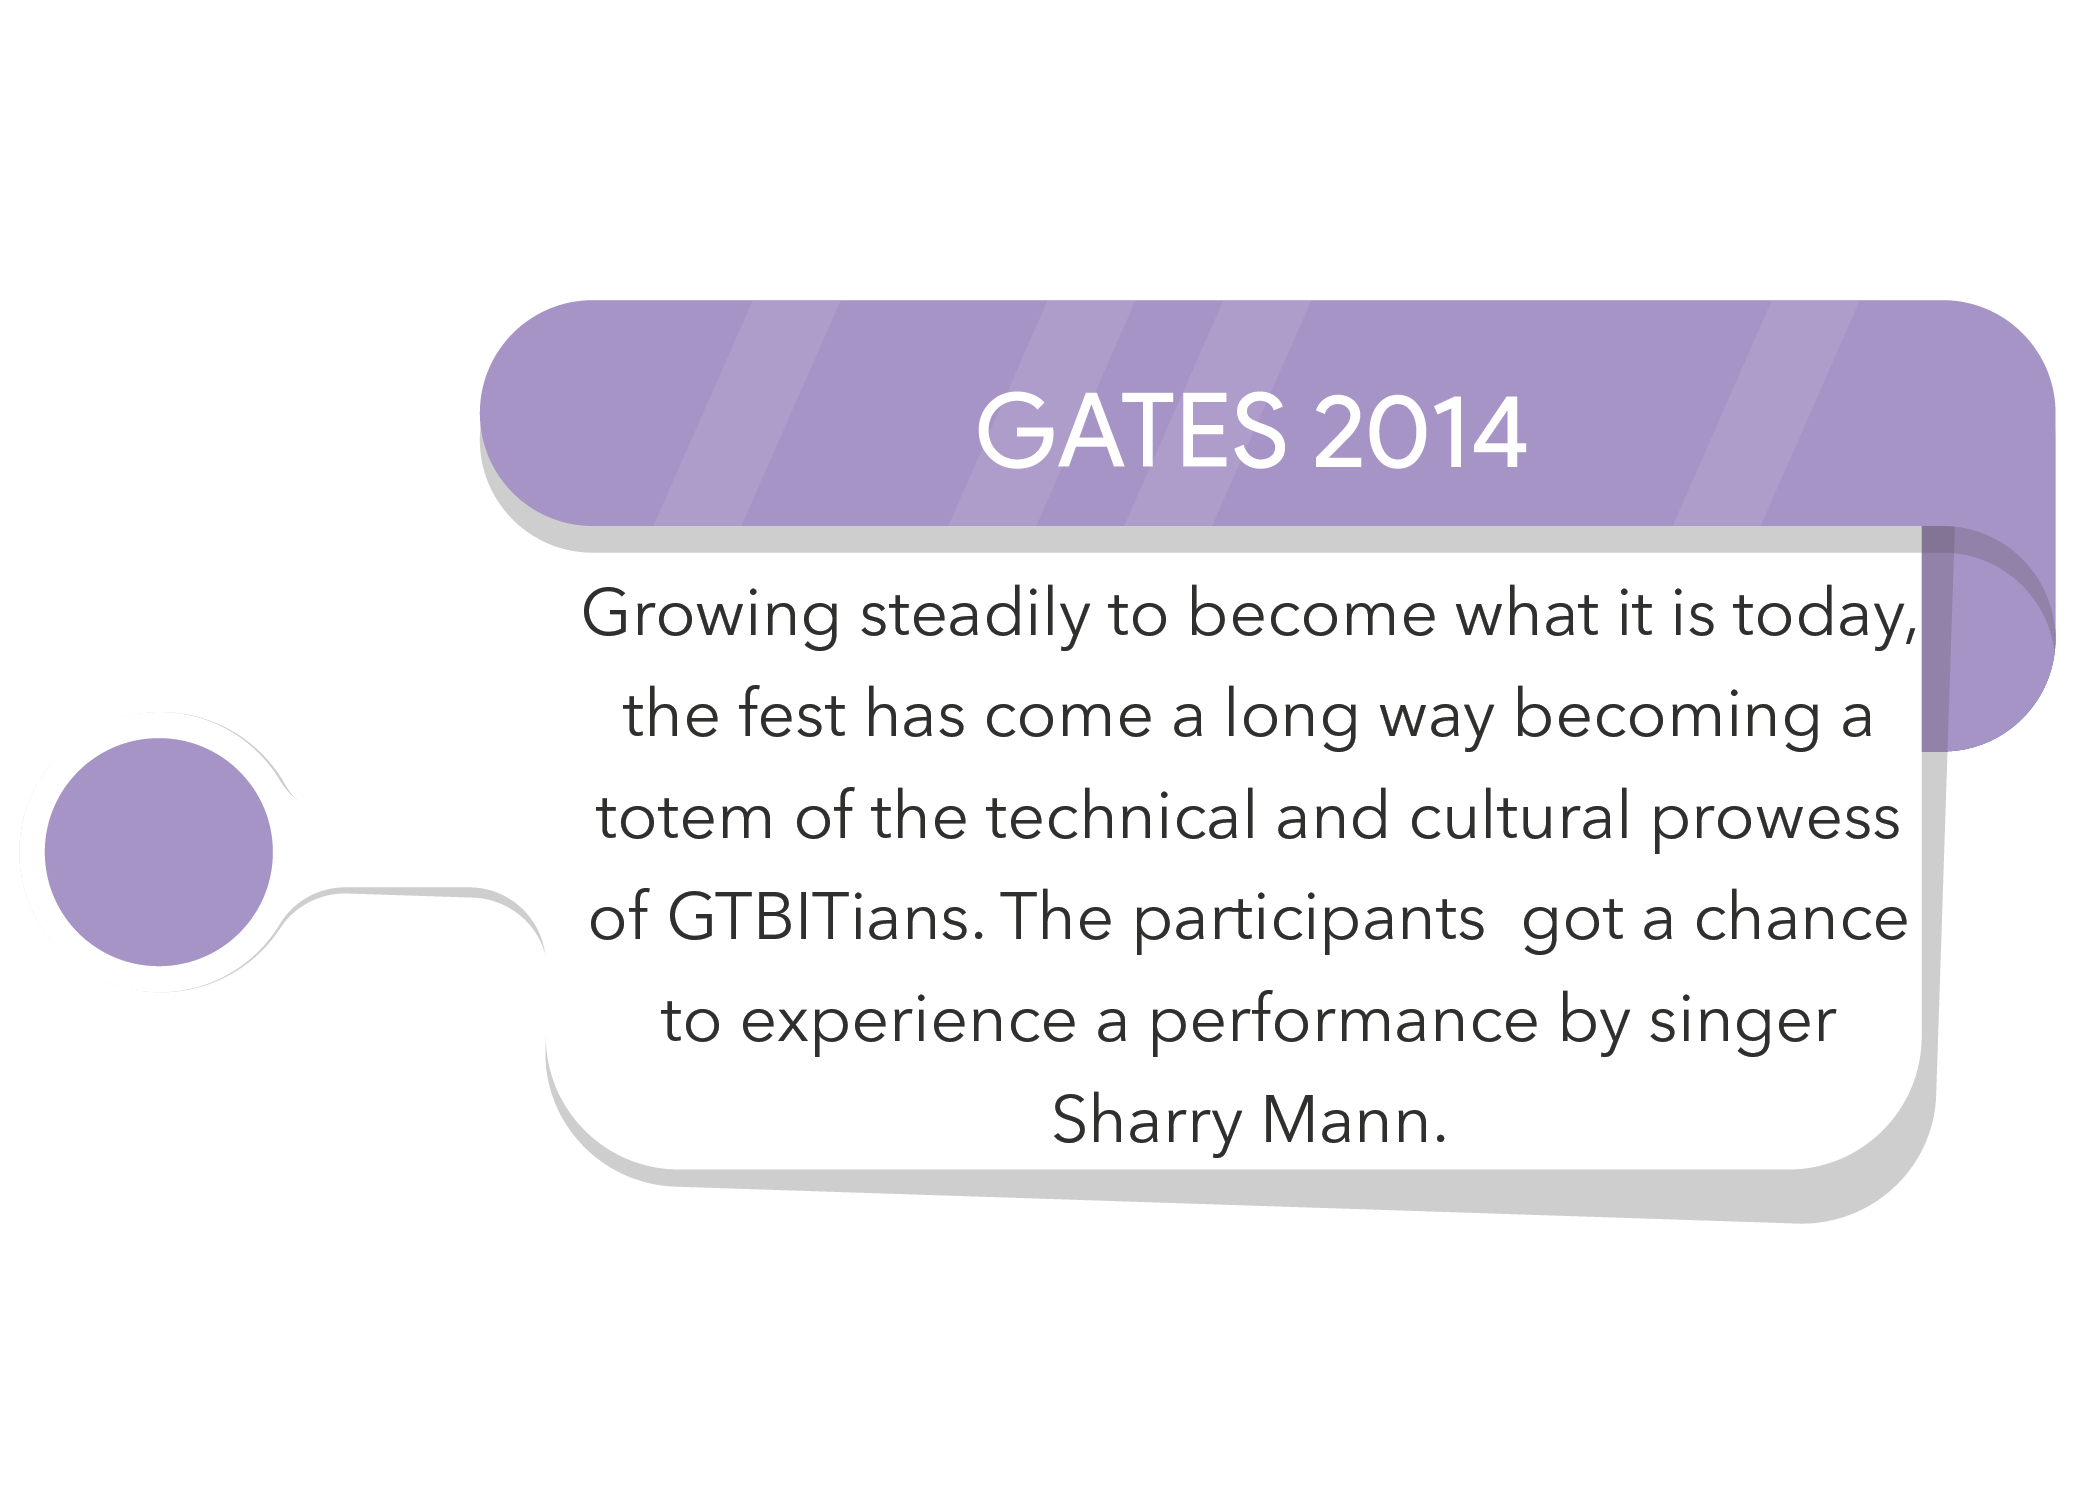 GATES 2014
Growing steadily to become what it is today,
the fest has come a long way becoming a
totem of the technical and cultural prowess
of GTBITians. The participants  got a chance
to experience a performance by singer
Sharry Mann.